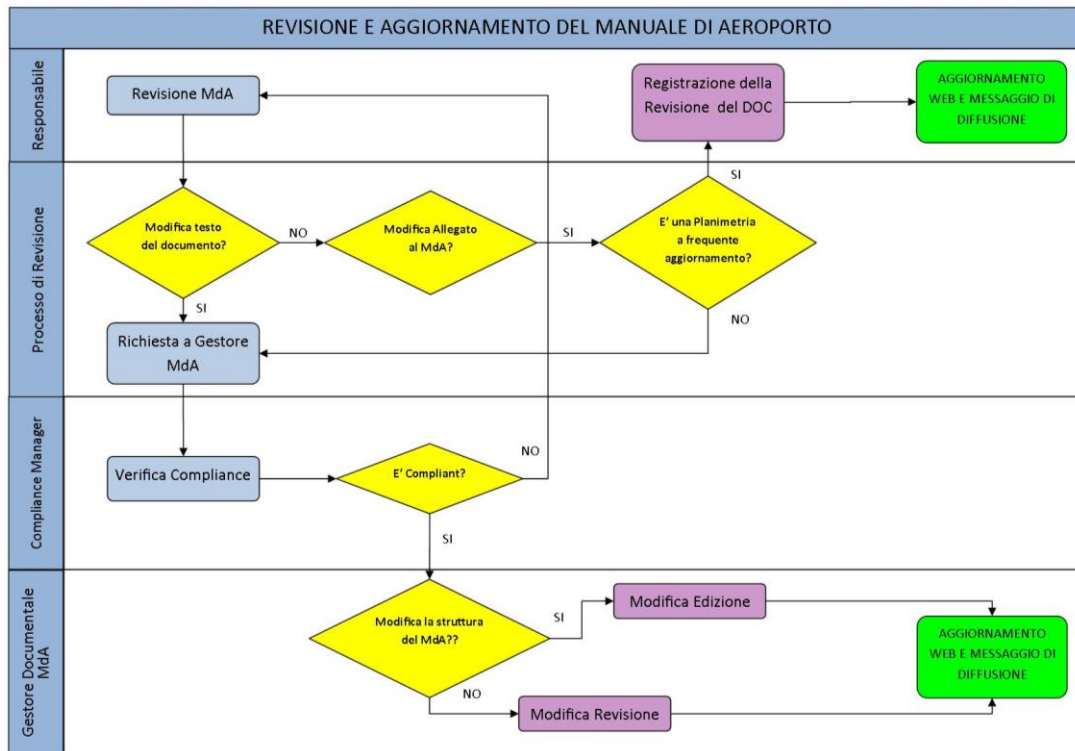 REVISIONE E AGGIORNAMENTO DEL MANUALE DI AEROPORTO
Responsabile
Revisione MdA
Registrazione della
Revisione del DOC
AGGIORNAMENTO
WEB E MESSAGGIO DI
DIFFUSIONE
Processo di Revisione
Modifica testo
del documento?
NO
Modifica Allegato
al MdA?
SI
E' una Planimetria
a frequente
aggiornamento?
SI
NO
SI
Richiesta a Gestore
MdA
Compliance Manager
Verifica Compliance
E' Compliant?
NO
SI
Gestore Documentale
MdA
Modifica la struttura
del MdA??
SI
Modifica Edizione
NO
Modifica Revisione
AGGIORNAMENTO
WEB E MESSAGGIO DI
DIFFUSIONE